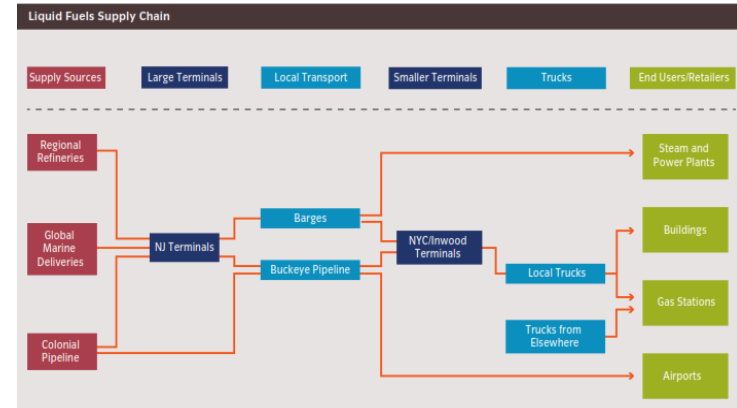 Liquid Fuels Supply Chain
Supply Sources
Large Terminals
Local Transport
Smaller Terminals
Trucks
End Users/Retailers
Regional
Refineries
Steam and
Power Plants
Barges
Global
Marine
Deliveries
NJ Terminals
NYC/Inwood
Terminals
Buildings
Buckeye Pipeline
Local Trucks
Gas Stations
Trucks from
Elsewhere
Colonial
Pipeline
Airports